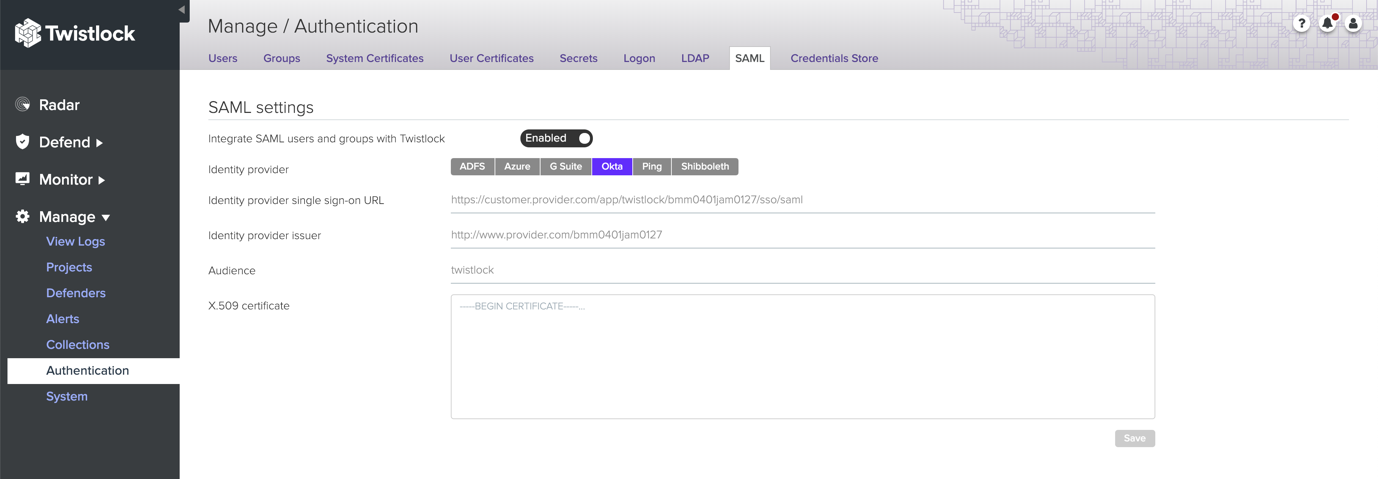 Twistlock
Manage / Authentication
?
Users Groups System Certificates User Certificates Secrets Logon LDAP SAML Credentials Store
Radar
Defend
Monitor
Manage
View Logs
Projects
Defenders
Alerts
Collections
Authentication
System
SAML settings
Integrate SAML users and groups with Twistlock Enabled
Identity provider ADFS Azure G Suite Okta Ping Shibboleth
Identity provider single sign-on URL https://customer.provider.com/app/twistlock/bmm0401jam0127/sso/saml
Identity provider issuer http://www.provider.com/bmm0401jam0127
Audience twistlock
X.509 certificate -----BEGIN CERTIFICATE-----...
Save